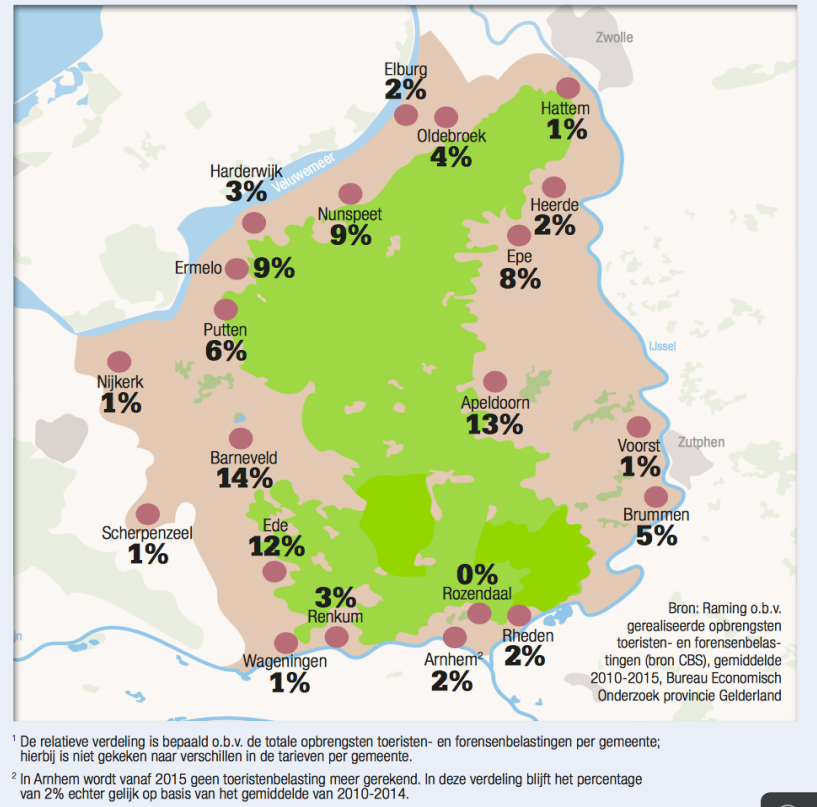 Zwolle
Elburg
2%
Hattem
1%
Oldebroek
4%
Veluwemeer
Harderwijk
3%
Nunspeet
9%
Heerde
2%
Epe
8%
Ermelo 9%
Putten
6%
IJssel
Nijkerk
1%
Apeldoorn
13%
Voorst
1%
Zutphen
Barneveld
14%
Brummen
5%
Scherpenzeel
1%
Ede
12%
0%
Rozendaal
3%
Renkum
Rheden
2%
Wageningen
1%
Arnhem²
2%
jn
Bron: Raming o.b.v.
gerealiseerde opbrengsten
toeristen- en forensenbelas-
tingen (bron CBS), gemiddelde
2010-2015, Bureau Economisch
Onderzoek provincie Gelderland
¹ De relatieve verdeling is bepaald o.b.v. de totale opbrengsten toeristen- en forensenbelastingen per gemeente;
hierbij is niet gekeken naar verschillen in de tarieven per gemeente.
² In Arnhem wordt vanaf 2015 geen toeristenbelasting meer gerekend. In deze verdeling blijft het percentage
van 2% echter gelijk op basis van het gemiddelde van 2010-2014.